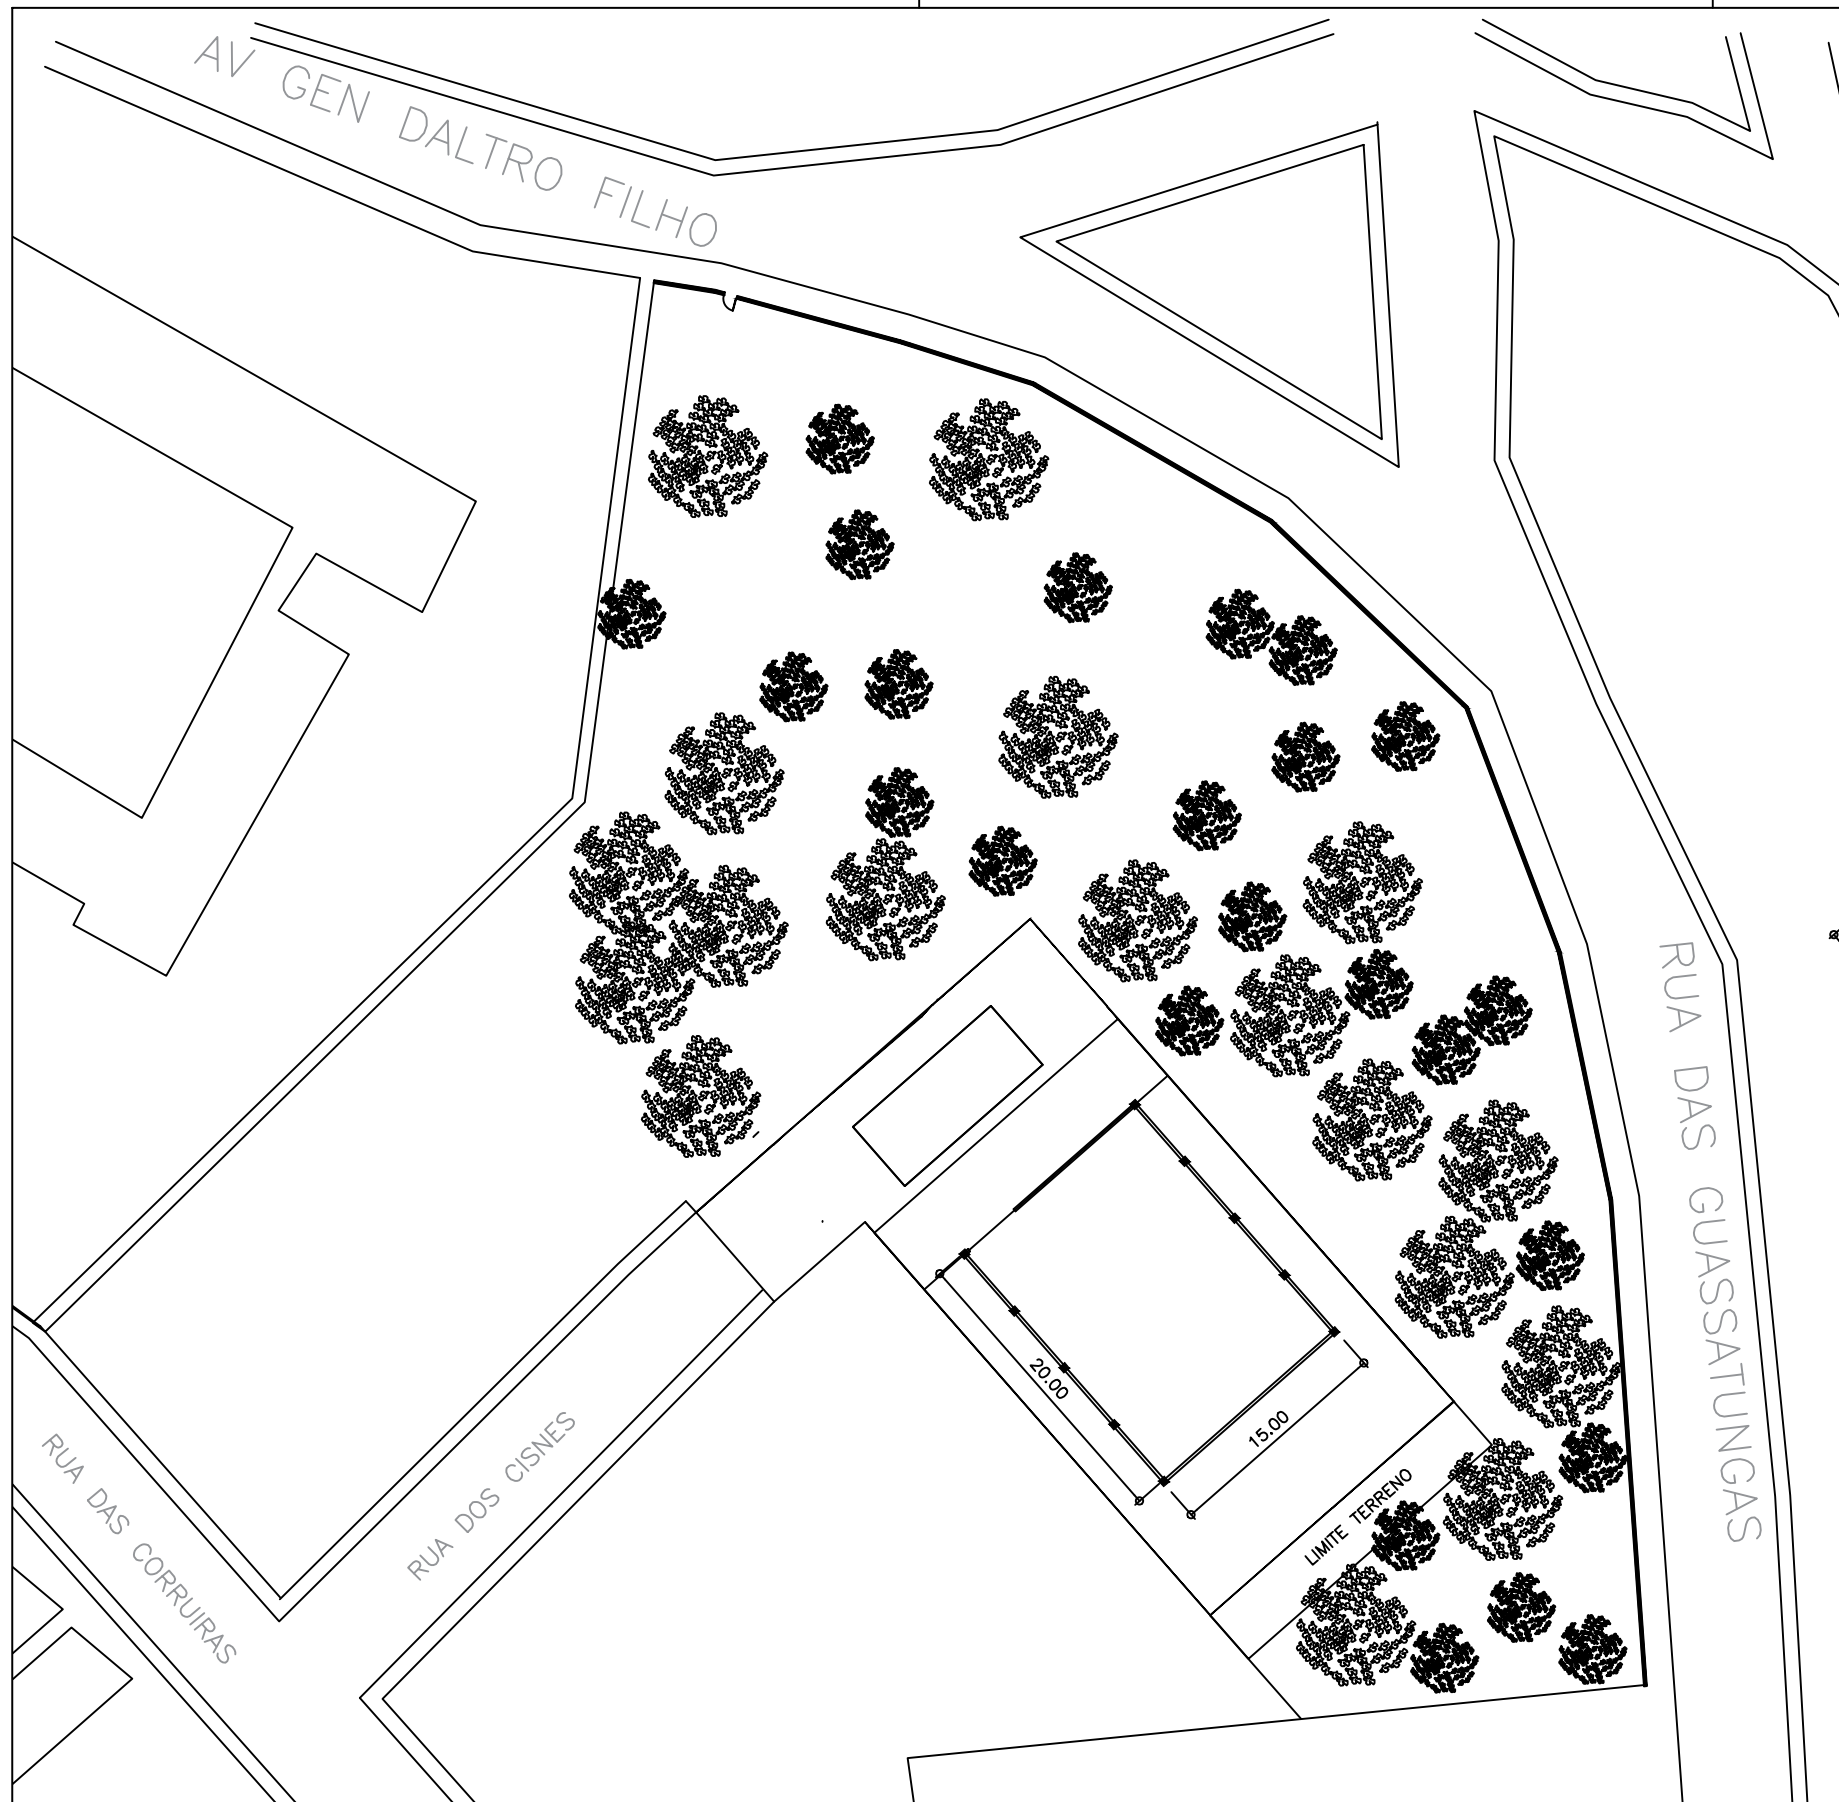 AV GEN DALTRO FILHO
RUA DAS GUASSATUNGAS
20.00
15.00
LIMITE TERRENO
RUA DOS CISNES
RUA DAS CORRUIRAS